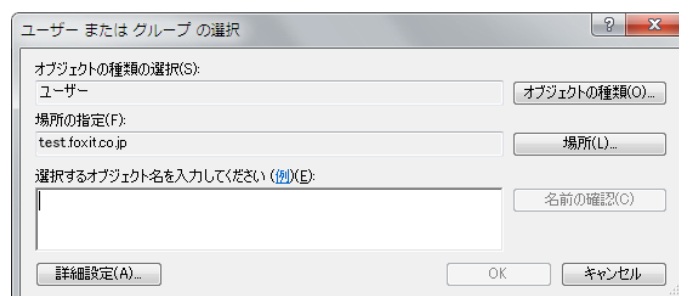 ユーザー または グループ の選択
オブジェクトの種類の選択(S):
ユーザー
オブジェクトの種類(O)...
場所の指定(F):
test.foxit.co.jp
場所(L)...
選択するオブジェクト名を入力してください (例)(E):
名前の確認(C)
詳細設定(A)...
OK
キャンセル